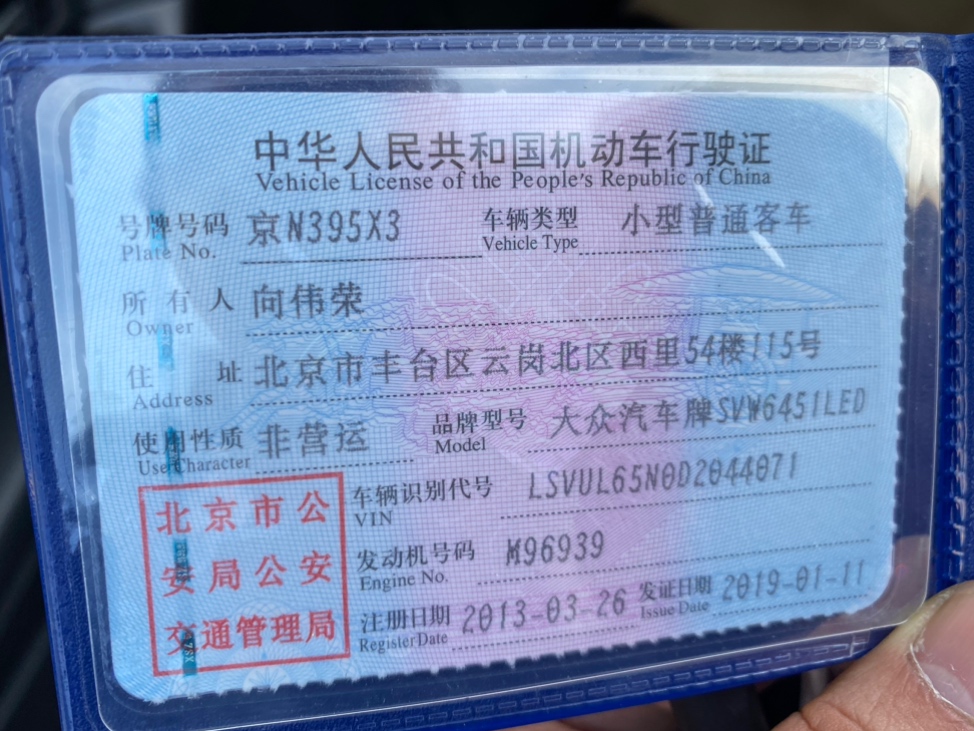 中华人民共和国机动车行驶证
Vehicle License of the People's Republic of China
号牌号码 京N395X3 车辆类型 小型普通客车
Plate No. Vehicle Type
所有人 向伟荣
Owner
住址 北京市丰台区云岗北区西里54楼115号
Address
使用性质 非营运 品牌型号 大众汽车牌SVW6451LED
Use Character Model
北京市公
安局公安
交通管理局
车辆识别代号 LSVUL65N0D2044071
VIN
发动机号码 M96939
Engine No.
注册日期 2013-03-26 发证日期 2019-01-11
Register Date Issue Date